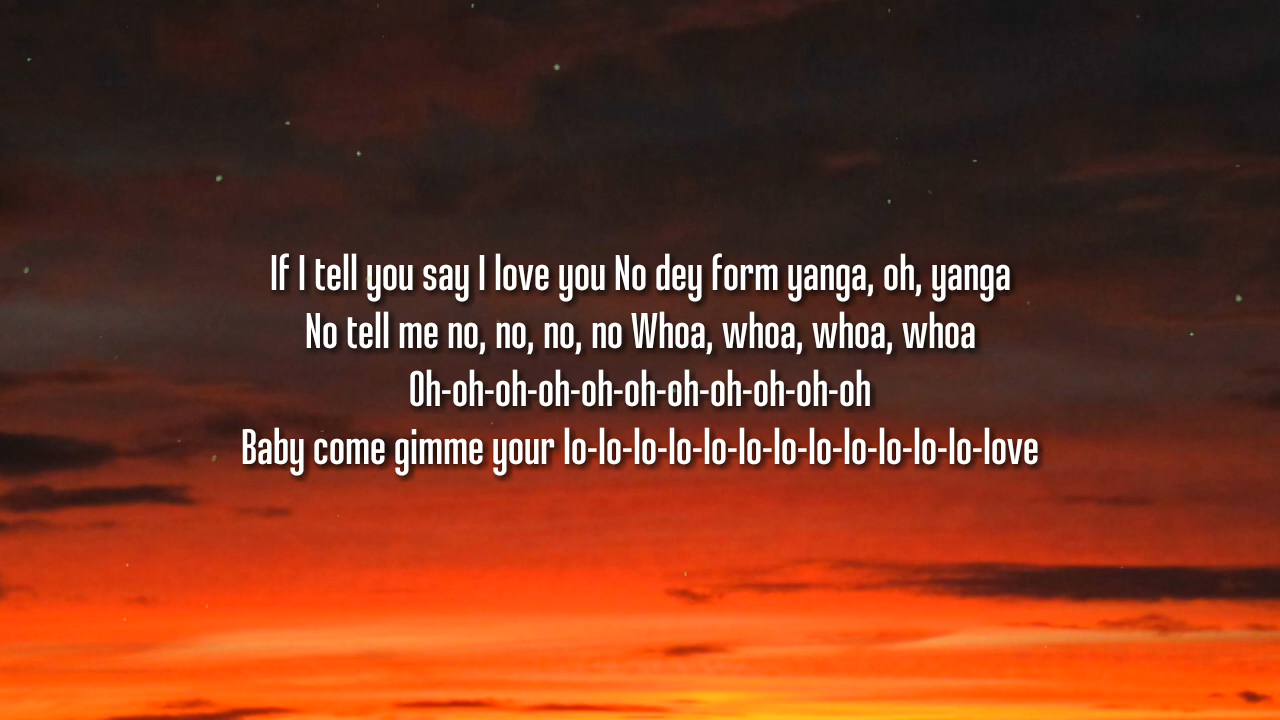 If I tell you say I love you No dey form yanga, oh, yanga
No tell me no, no, no, no Whoa, whoa, whoa, whoa
Oh-oh-oh-oh-oh-oh-oh-oh-oh-oh-oh
Baby come gimme your lo-lo-lo-lo-lo-lo-lo-lo-lo-lo-lo-lo-love